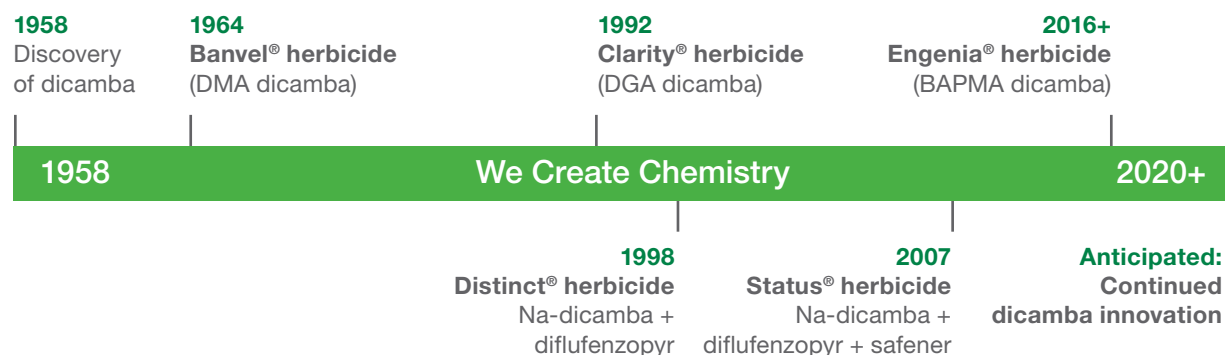 1958
Discovery
of dicamba
1964
Banvel® herbicide
(DMA dicamba)
1992
Clarity® herbicide
(DGA dicamba)
2016+
Engenia® herbicide
(BAPMA dicamba)
1958
We Create Chemistry
2020+
1998
Distinct® herbicide
Na-dicamba +
diflufenzopyr
2007
Status® herbicide
Na-dicamba +
diflufenzopyr + safener
Anticipated:
Continued
dicamba innovation